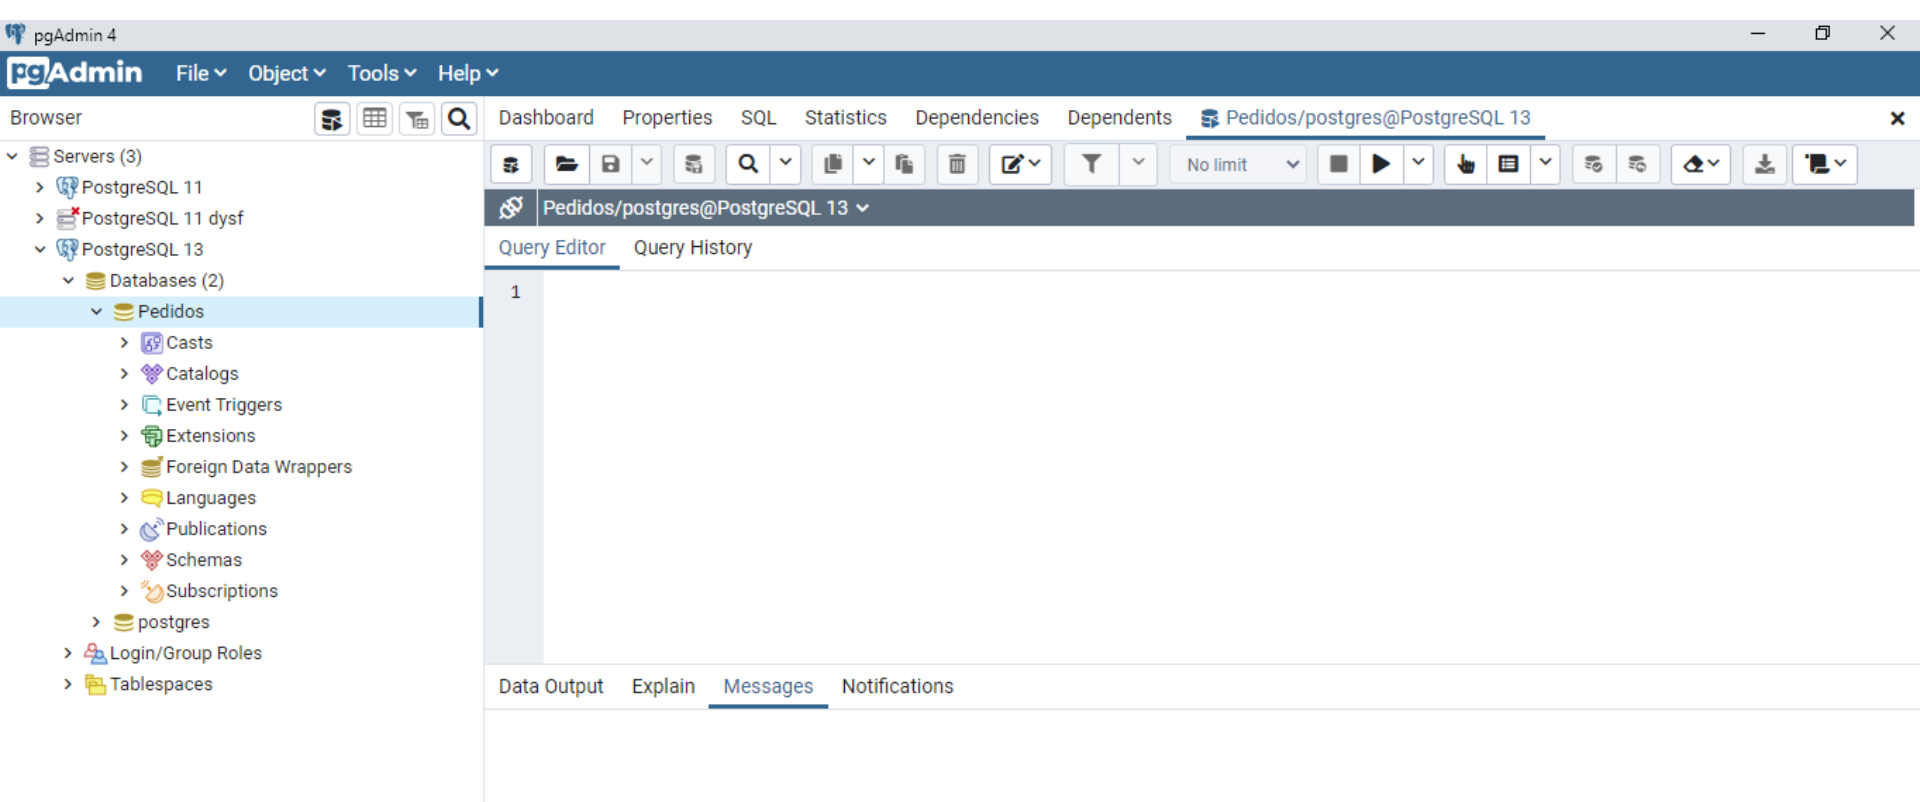 pgAdmin 4
pgAdmin File Object Tools Help
Browser
Dashboard Properties SQL Statistics Dependencies Dependents Pedidos/postgres@PostgreSQL 13
Servers (3)
PostgreSQL 11
PostgreSQL 11 dysf
PostgreSQL 13
Databases (2)
Pedidos
Casts
Catalogs
Event Triggers
Extensions
Foreign Data Wrappers
Languages
Publications
Schemas
Subscriptions
postgres
Login/Group Roles
Tablespaces
No limit
Pedidos/postgres@PostgreSQL 13
Query Editor Query History
1
Data Output Explain Messages Notifications